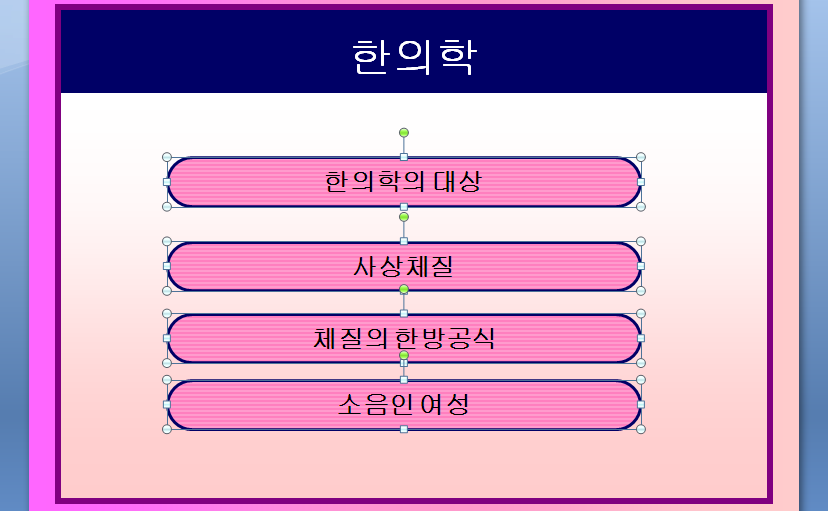 한의학
한의학의 대상
사상체질
체질의 한방공식
소음인 여성